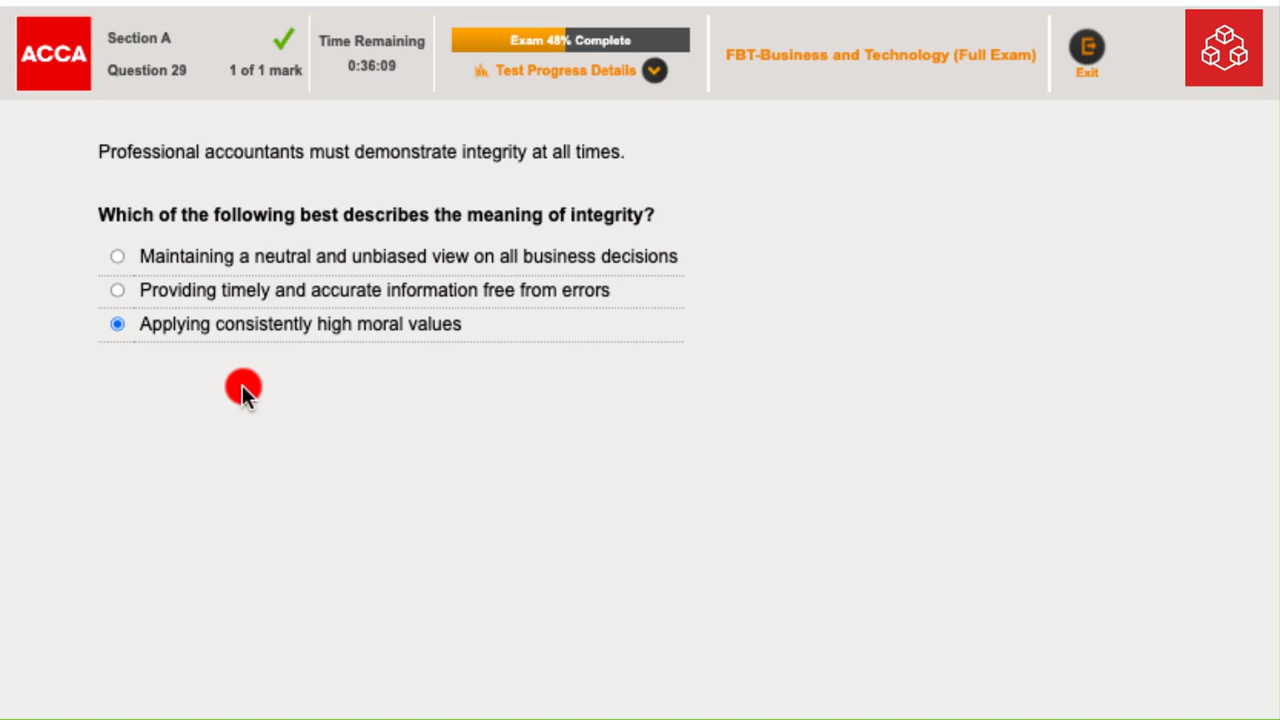 ACCA
Section A
Question 29
1 of 1 mark
Time Remaining
0:36:09
Exam 48% Complete
Test Progress Details
FBT-Business and Technology (Full Exam)
Exit
Professional accountants must demonstrate integrity at all times.
Which of the following best describes the meaning of integrity?
Maintaining a neutral and unbiased view on all business decisions
Providing timely and accurate information free from errors
Applying consistently high moral values